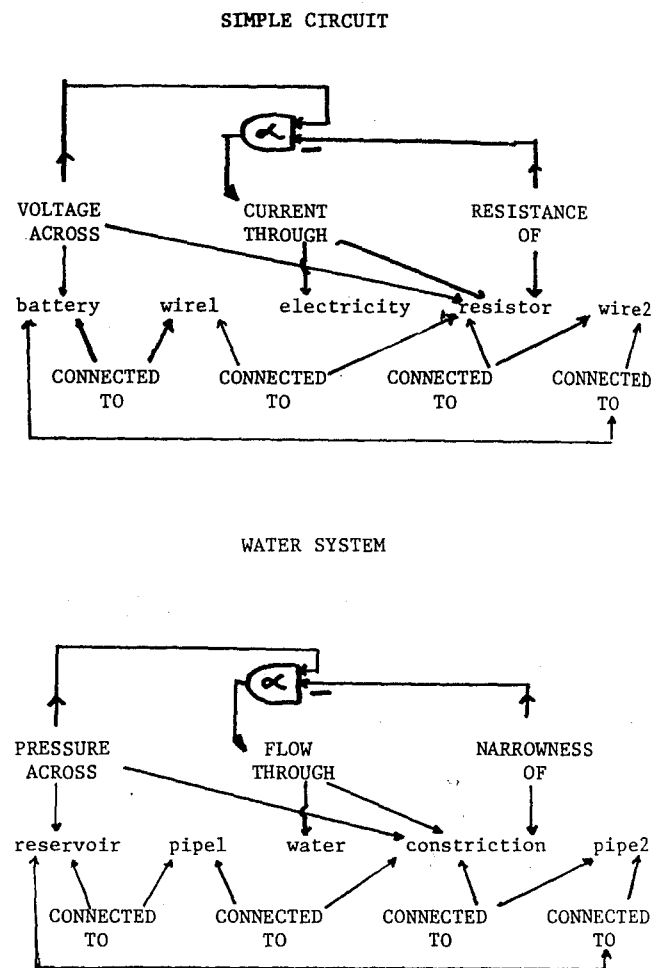 SIMPLE CIRCUIT
α
—
VOLTAGE CURRENT RESISTANCE
ACROSS THROUGH OF
battery wire1 electricity resistor wire2
CONNECTED CONNECTED CONNECTED CONNECTED
TO TO TO TO
WATER SYSTEM
α
—
PRESSURE FLOW NARROWNESS
ACROSS THROUGH OF
reservoir pipe1 water constriction pipe2
CONNECTED CONNECTED CONNECTED CONNECTED
TO TO TO TO